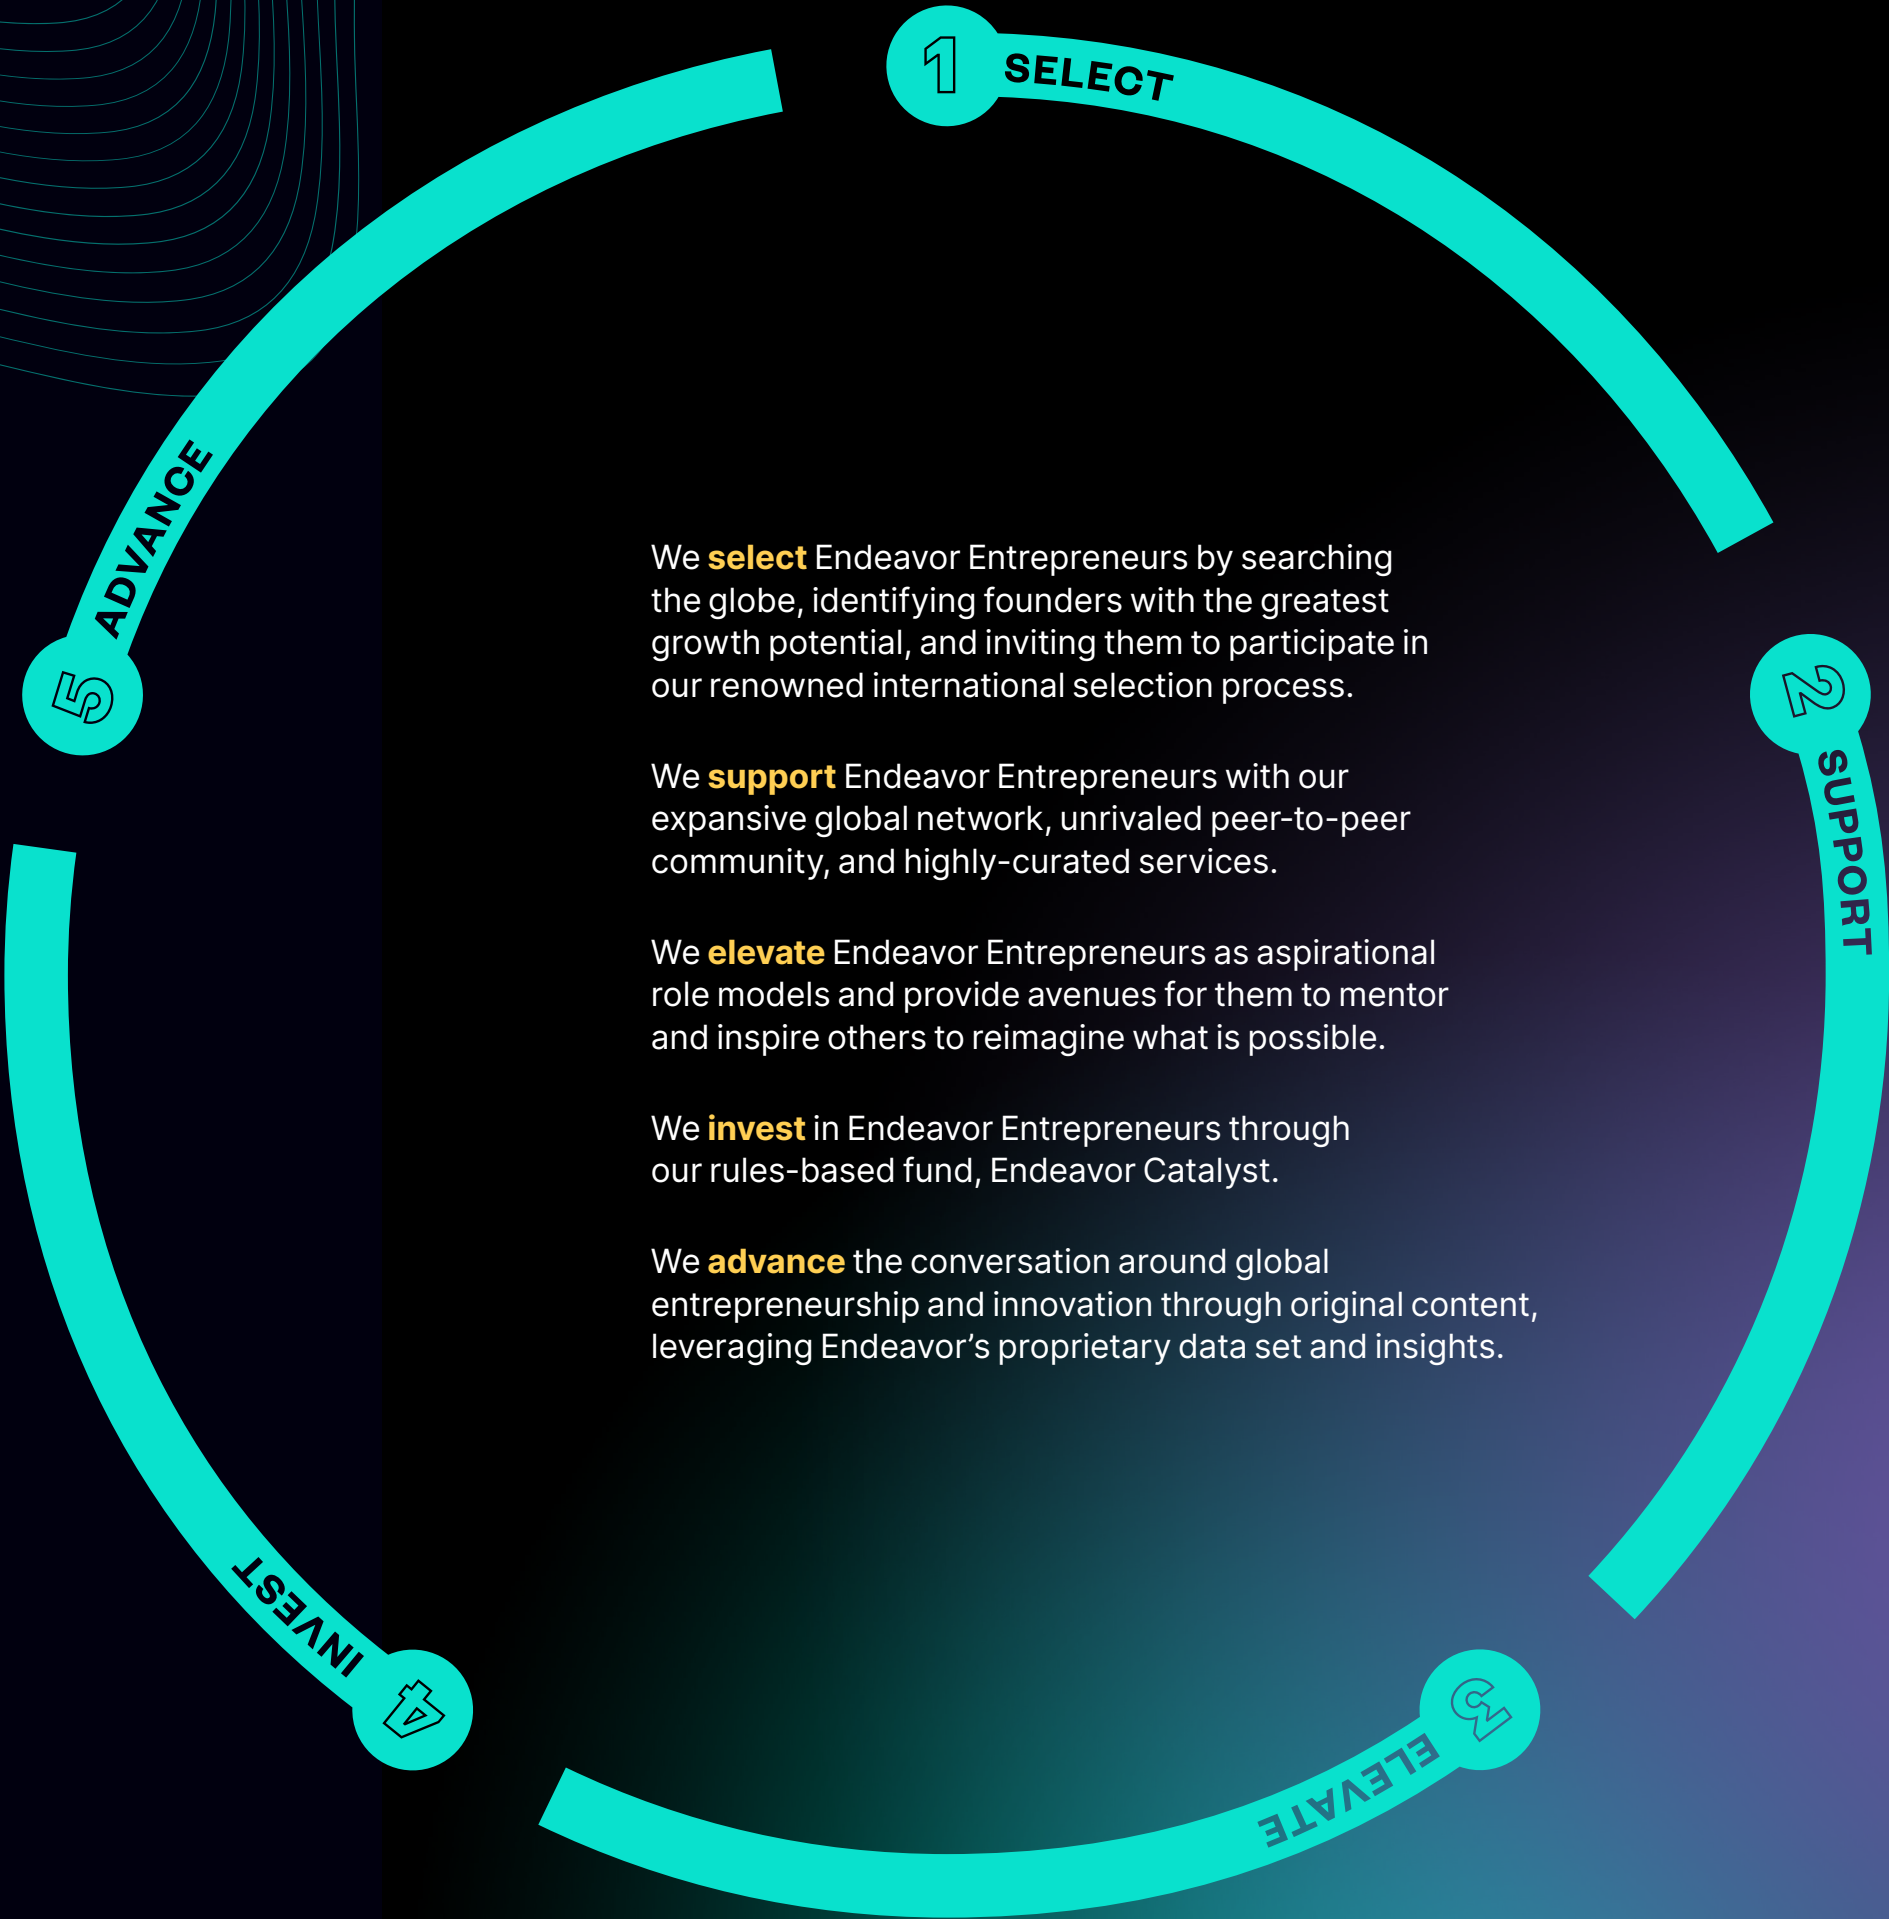 1 SELECT
2 SUPPORT
3 ELEVATE
4 INVEST
5 ADVANCE
We select Endeavor Entrepreneurs by searching
the globe, identifying founders with the greatest
growth potential, and inviting them to participate in
our renowned international selection process.
We support Endeavor Entrepreneurs with our
expansive global network, unrivaled peer-to-peer
community, and highly-curated services.
We elevate Endeavor Entrepreneurs as aspirational
role models and provide avenues for them to mentor
and inspire others to reimagine what is possible.
We invest in Endeavor Entrepreneurs through
our rules-based fund, Endeavor Catalyst.
We advance the conversation around global
entrepreneurship and innovation through original content,
leveraging Endeavor’s proprietary data set and insights.